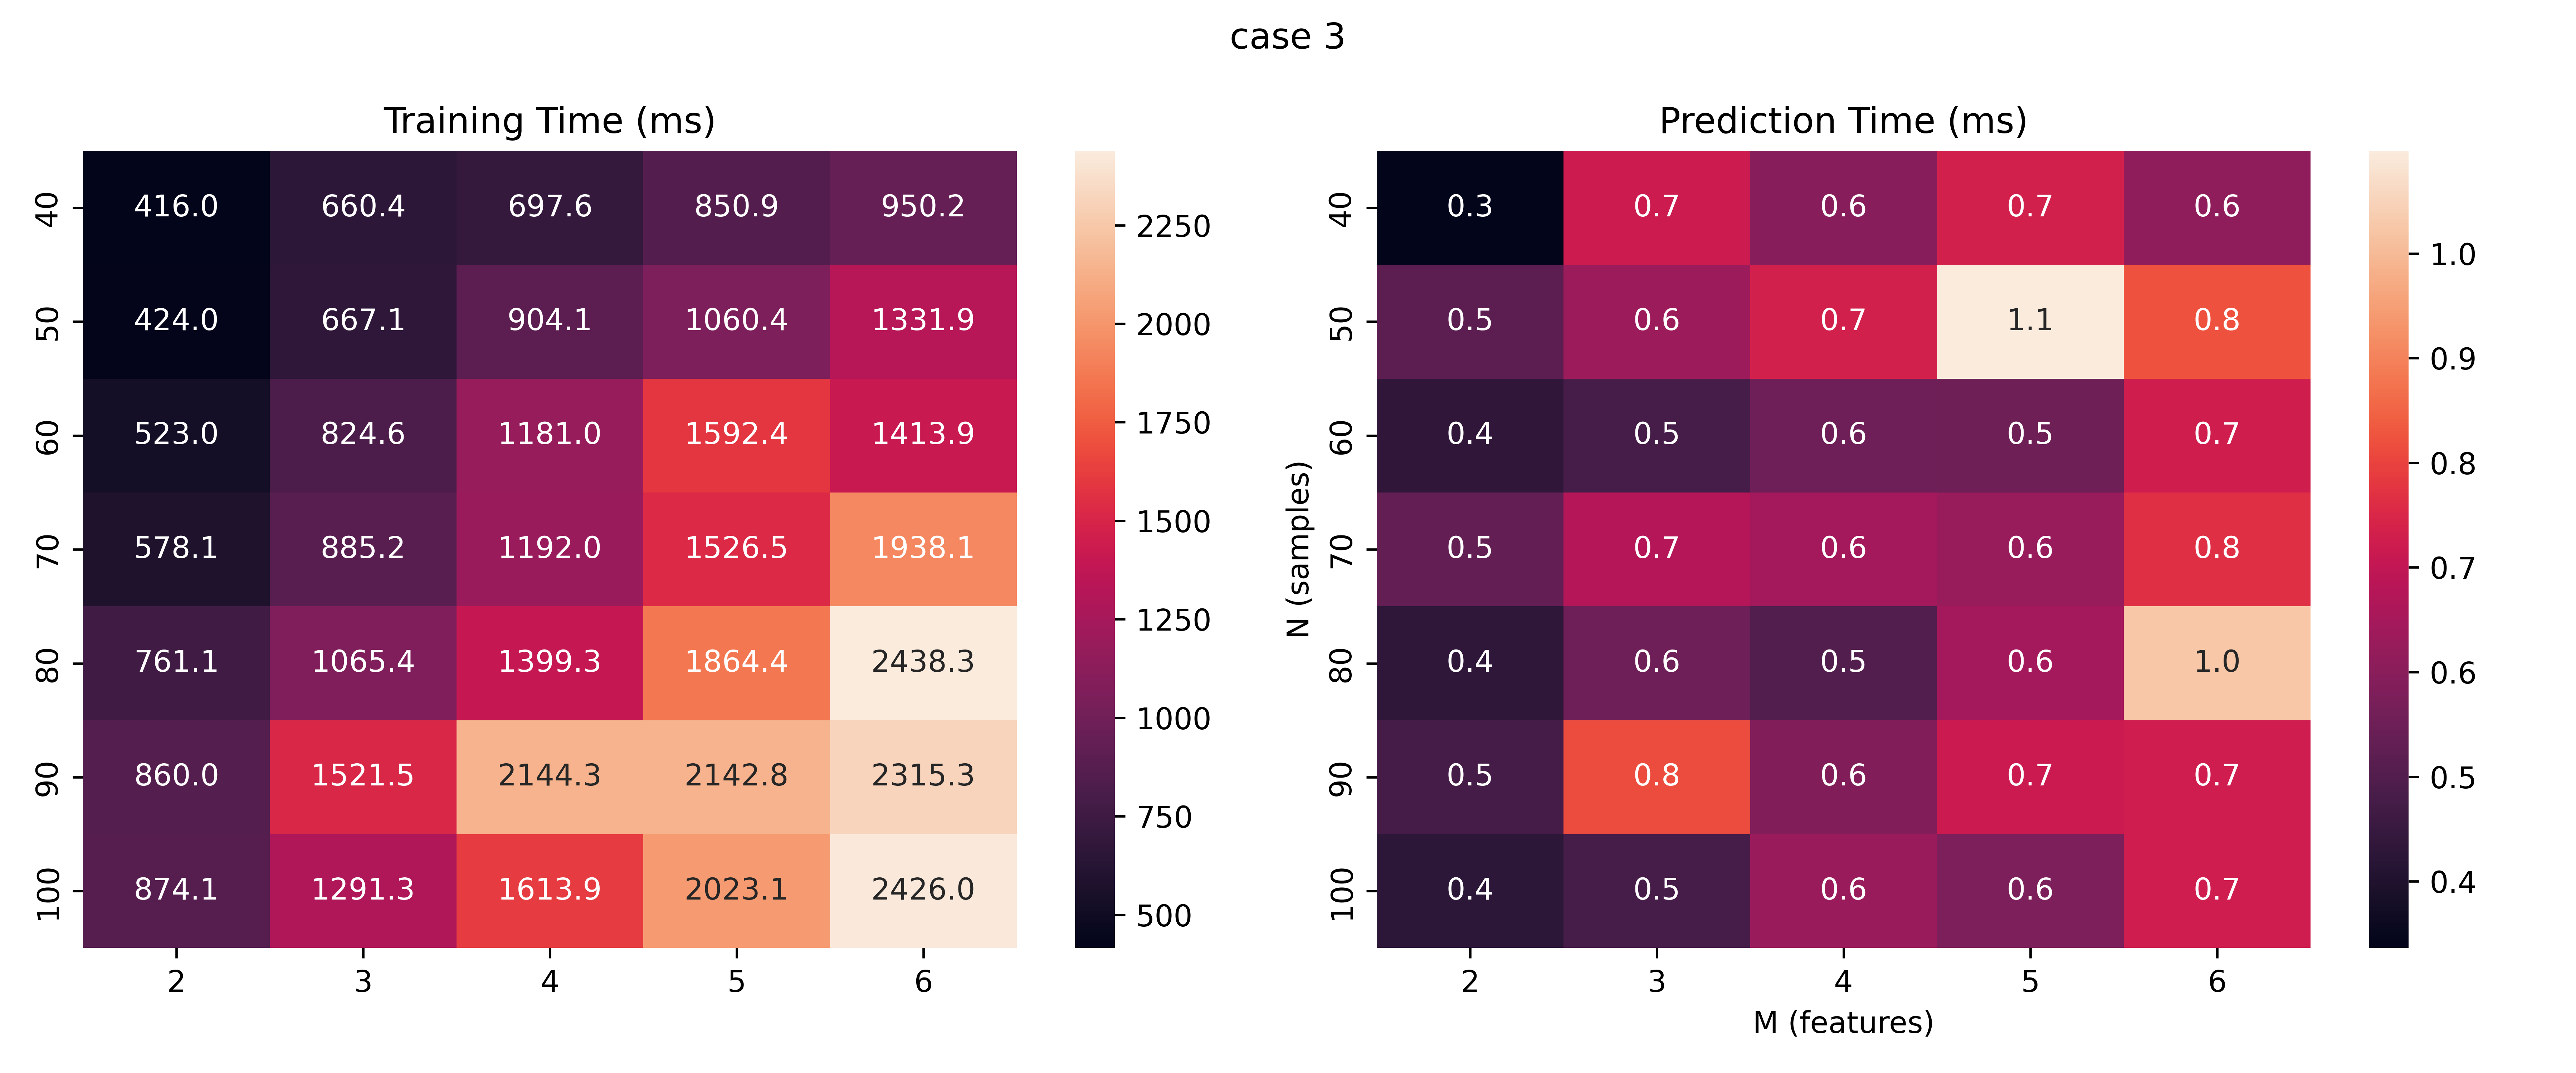 case 3
Training Time (ms)
40 416.0 660.4 697.6 850.9 950.2
50 424.0 667.1 904.1 1060.4 1331.9
60 523.0 824.6 1181.0 1592.4 1413.9
70 578.1 885.2 1192.0 1526.5 1938.1
80 761.1 1065.4 1399.3 1864.4 2438.3
90 860.0 1521.5 2144.3 2142.8 2315.3
100 874.1 1291.3 1613.9 2023.1 2426.0
2 3 4 5 6
2250
2000
1750
1500
1250
1000
750
500
Prediction Time (ms)
N (samples)
40 0.3 0.7 0.6 0.7 0.6
50 0.5 0.6 0.7 1.1 0.8
60 0.4 0.5 0.6 0.5 0.7
70 0.5 0.7 0.6 0.6 0.8
80 0.4 0.6 0.5 0.6 1.0
90 0.5 0.8 0.6 0.7 0.7
100 0.4 0.5 0.6 0.6 0.7
2 3 4 5 6
M (features)
1.0
0.9
0.8
0.7
0.6
0.5
0.4